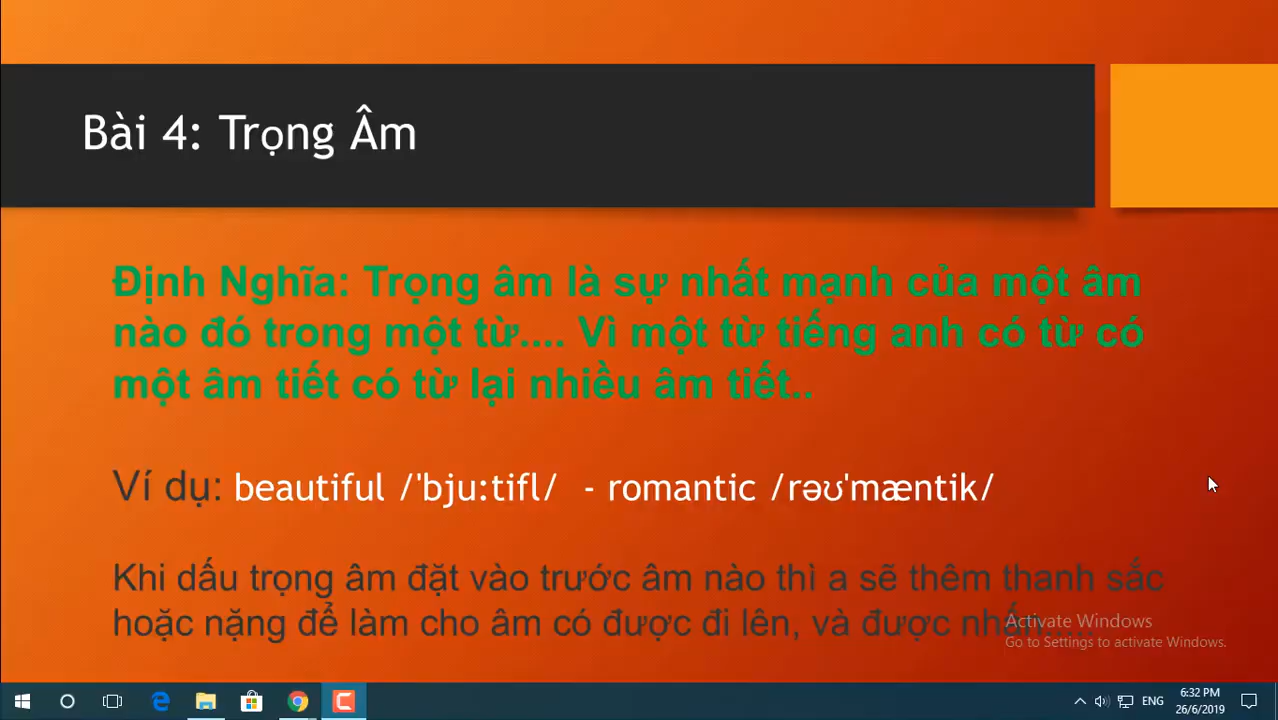 Bài 4: Trọng Âm
Định Nghĩa: Trọng âm là sự nhất mạnh của một âm
nào đó trong một từ.... Vì một từ tiếng anh có từ có
một âm tiết có từ lại nhiều âm tiết..
Ví dụ: beautiful /'bju:tifl/ - romantic /rəʊ'mæntik/
Khi dấu trọng âm đặt vào trước âm nào thì a sẽ thêm thanh sắc
hoặc nặng để làm cho âm có được đi lên, và được nhấn.....
Activate Windows
Go to Settings to activate Windows.
ENG
6:32 PM
26/6/2019